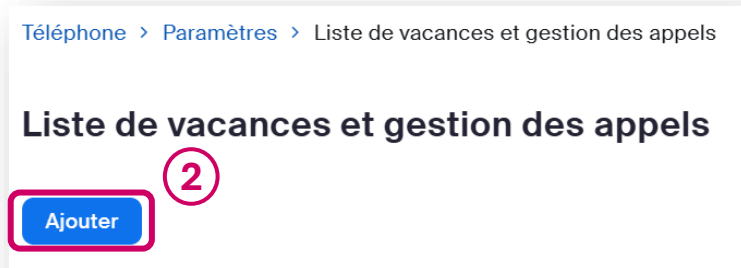 Téléphone > Paramètres > Liste de vacances et gestion des appels
Liste de vacances et gestion des appels
2
Ajouter